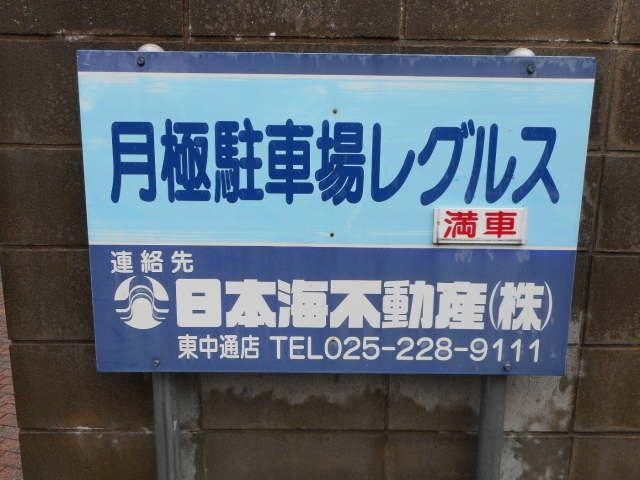 月極駐車場レグルス
満車
連絡先
日本海不動産(株)
東中通店 TEL025-228-9111